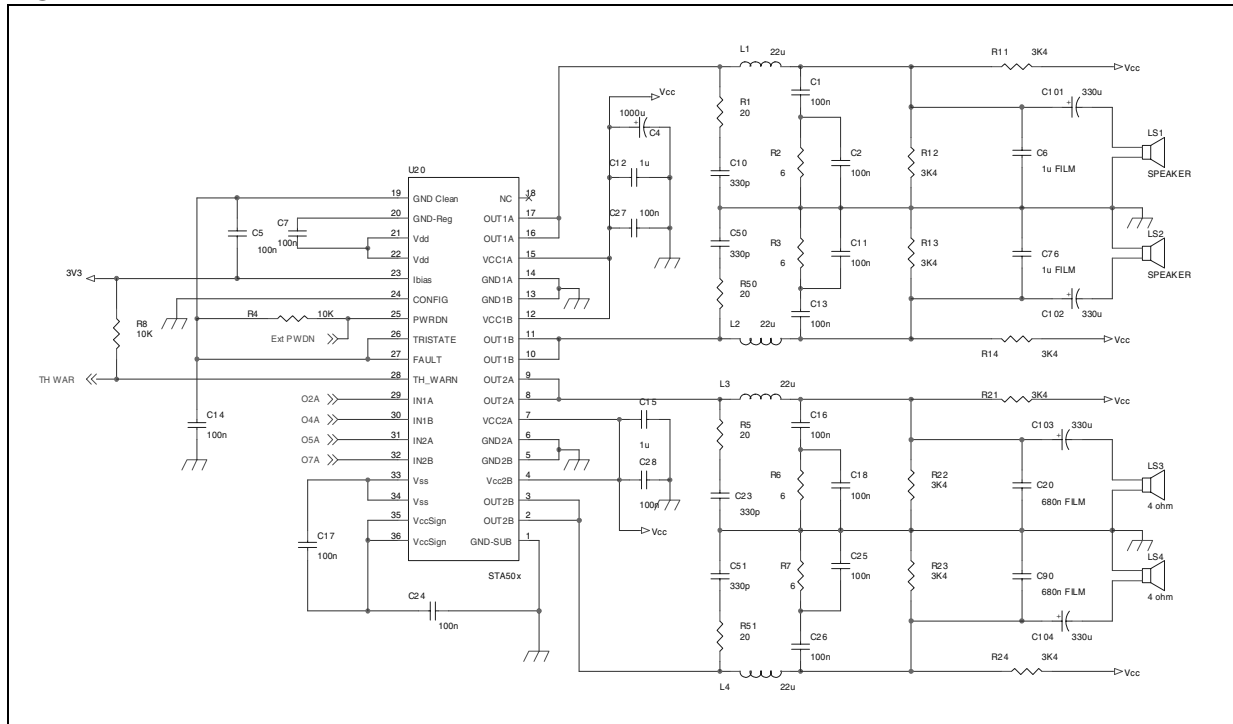 L1 22u
R11 3K4
Vcc
C1
100n
C101 330u
R1
20
Vcc
1000u
C4
LS1
SPEAKER
C12 1u
R2
6
C2
100n
R12
3K4
C6
1u FILM
C10
330p
U20
C27 100n
19 GND Clean NC 18
20 GND-Reg OUT1A 17
21 Vdd OUT1A 16
22 Vdd VCC1A 15
23 Ibias GND1A 14
24 CONFIG GND1B 13
25 PWRDN VCC1B 12
26 TRISTATE OUT1B 11
27 FAULT OUT1B 10
28 TH_WARN OUT2A 9
29 IN1A OUT2A 8
30 IN1B VCC2A 7
31 IN2A GND2A 6
32 IN2B GND2B 5
33 Vss Vcc2B 4
34 Vss OUT2B 3
35 VccSign OUT2B 2
36 VccSign GND-SUB 1
STA50x
C7
100n
C5
100n
3V3
R8
10K
R4 10K
Ext PWDN
TH WAR
O2A
O4A
O5A
O7A
C14
100n
C17
100n
C24
100n
C50
330p
R3
6
C11
100n
R13
3K4
C76
1u FILM
LS2
SPEAKER
R50
20
C13
100n
C102 330u
L2 22u
R14 3K4
Vcc
L3 22u
R21 3K4
Vcc
C15
1u
C28
100n
Vcc
R5
20
C16
100n
C103 330u
R6
6
C18
100n
R22
3K4
C20
680n FILM
LS3
4 ohm
C23
330p
C51
330p
R7
6
C25
100n
R23
3K4
C90
680n FILM
LS4
4 ohm
R51
20
C26
100n
C104 330u
L4 22u
R24 3K4
Vcc